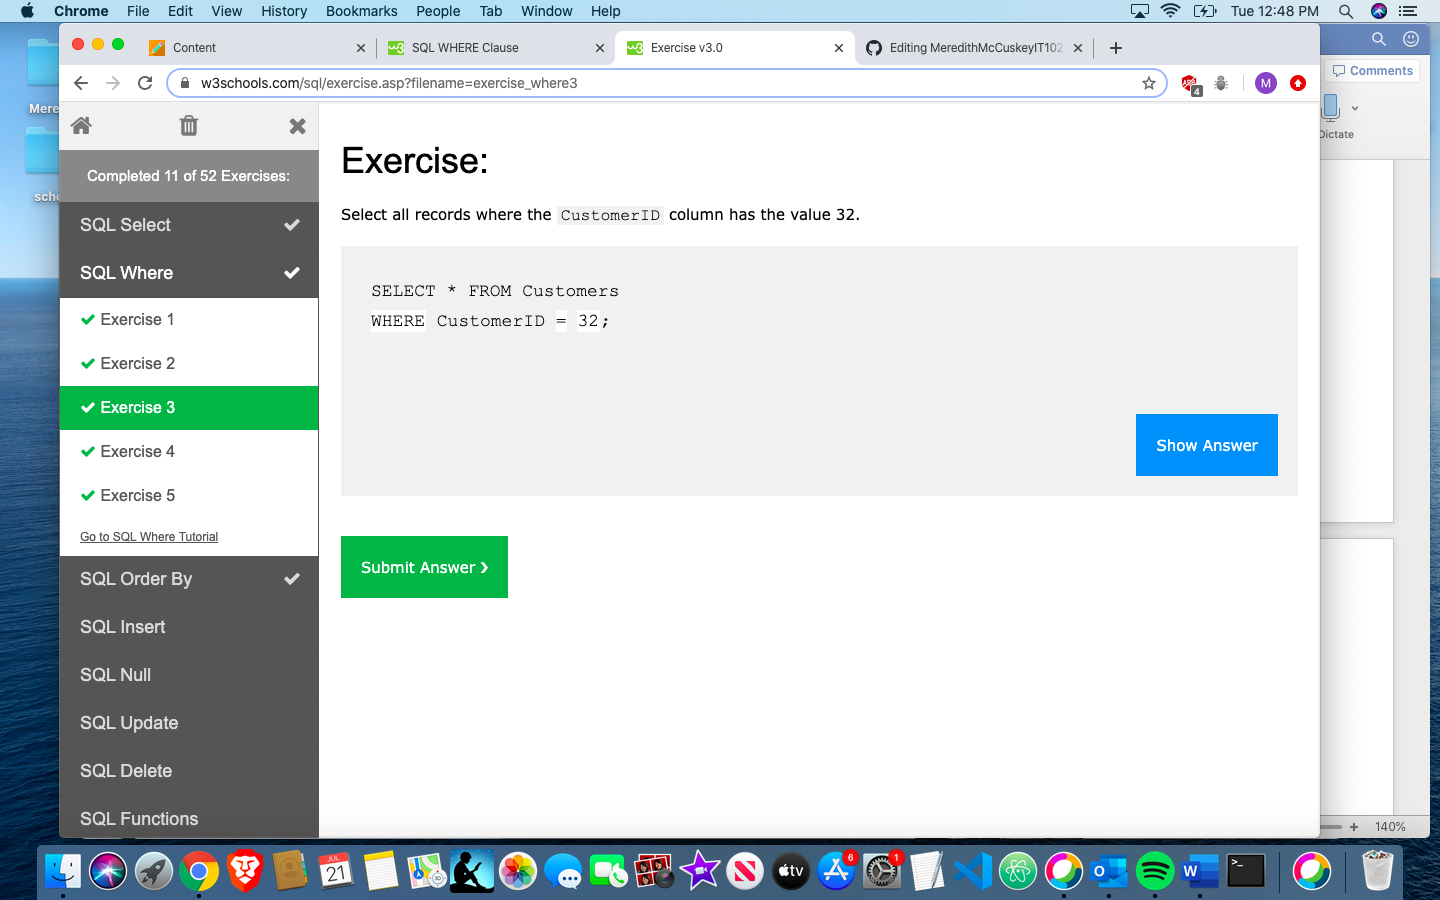 Chrome File Edit View History Bookmarks People Tab Window Help Tue 12:48 PM
Content SQL WHERE Clause Exercise v3.0 Editing MeredithMcCuskeyIT102
w3schools.com/sql/exercise.asp?filename=exercise_where3 4 M
Comments
Mere
Dictate
Completed 11 of 52 Exercises:
SQL Select
SQL Where
Exercise 1
Exercise 2
Exercise 3
Exercise 4
Exercise 5
Go to SQL Where Tutorial
SQL Order By
SQL Insert
SQL Null
SQL Update
SQL Delete
SQL Functions
Exercise:
Select all records where the CustomerID column has the value 32.
SELECT * FROM Customers
WHERE CustomerID = 32;
Show Answer
Submit Answer ❯
140%
JUL
21
tv
6
1
W